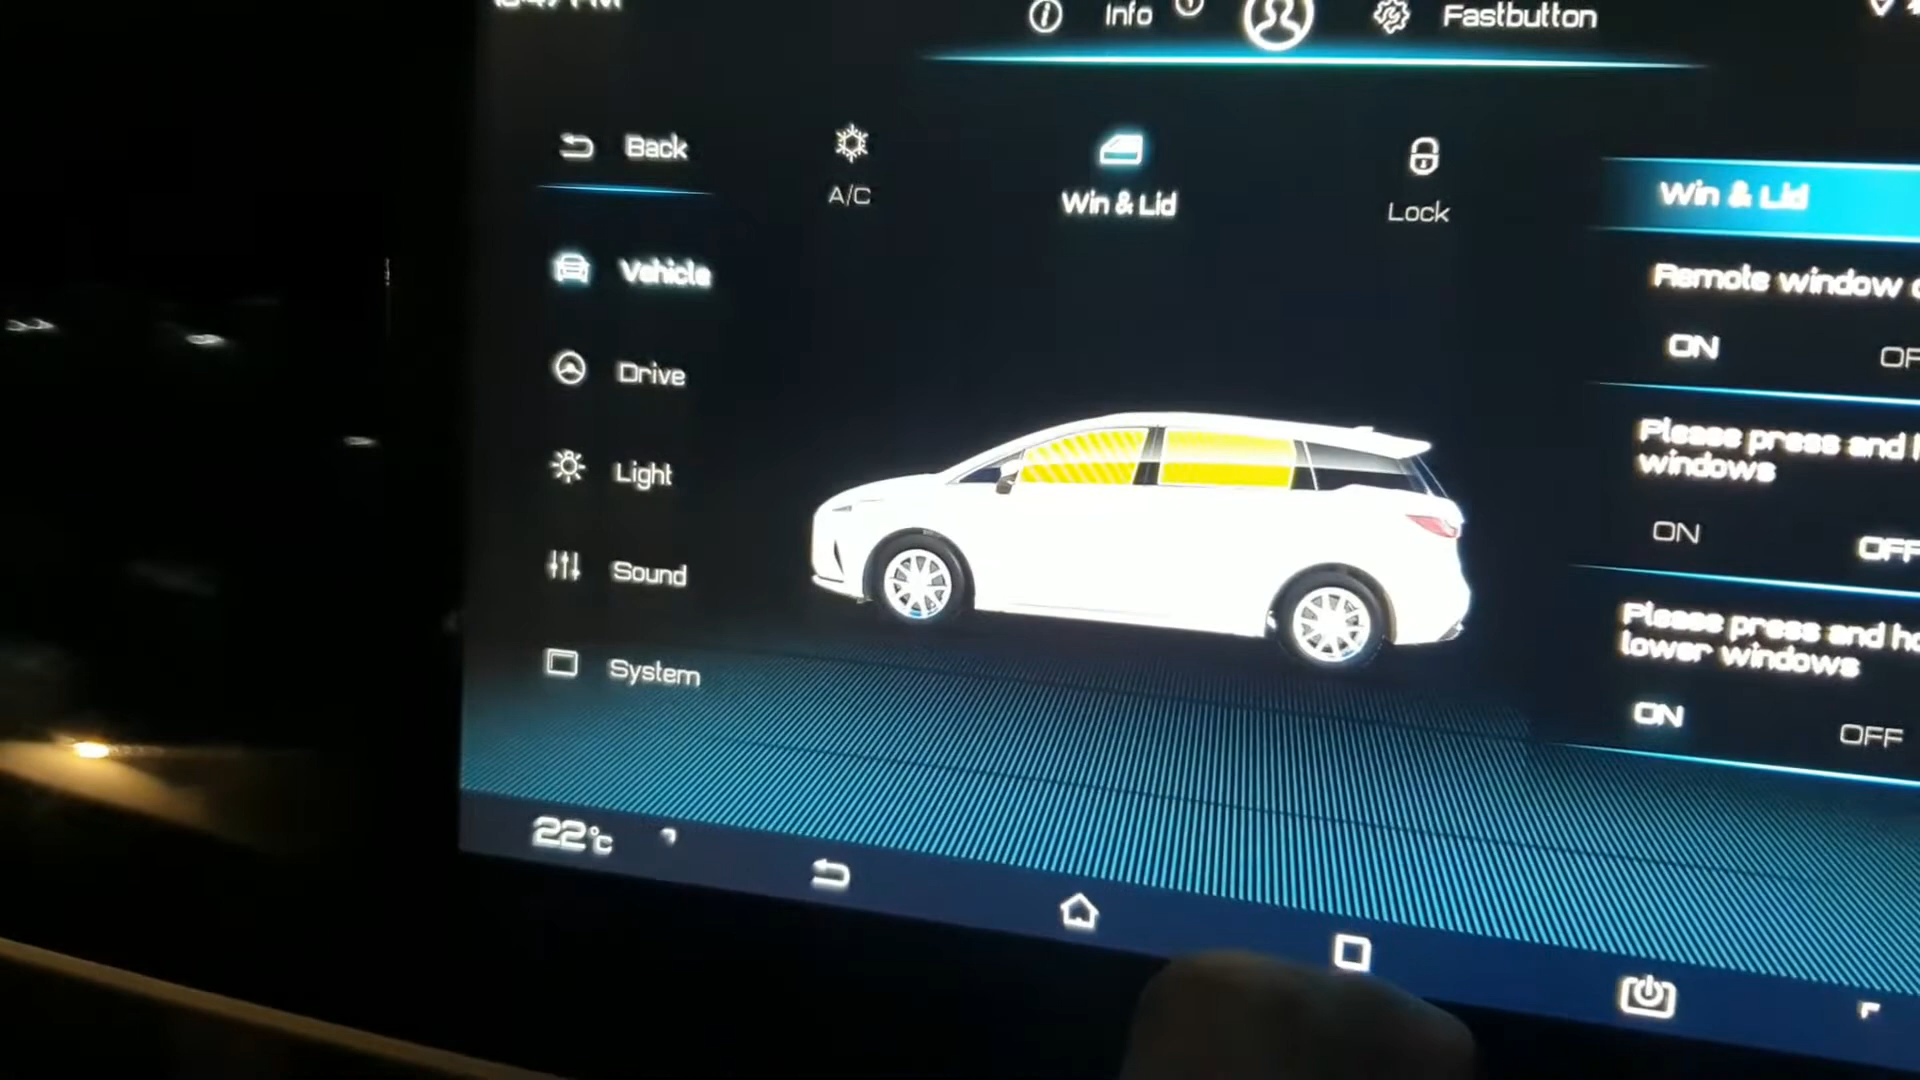 Info
Fastbutton
Back
A/C
Win & Lid
Lock
Win & Lid
Vehicle
Remote window
ON
Drive
Please press and
windows
Light
ON
OFF
Sound
Please press and
lower windows
System
ON
OFF
22°C